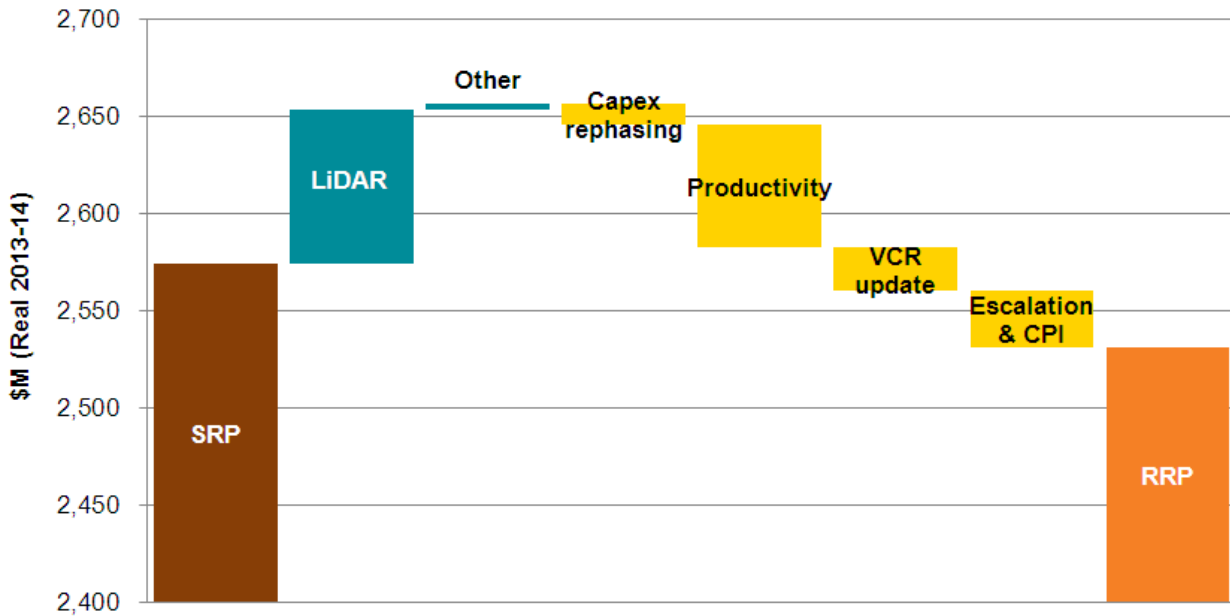 2,700
2,650
2,600
2,550
2,500
2,450
2,400
$M (Real 2013-14)
SRP
LiDAR
Other
Capex
rephasing
Productivity
VCR
update
Escalation
& CPI
RRP